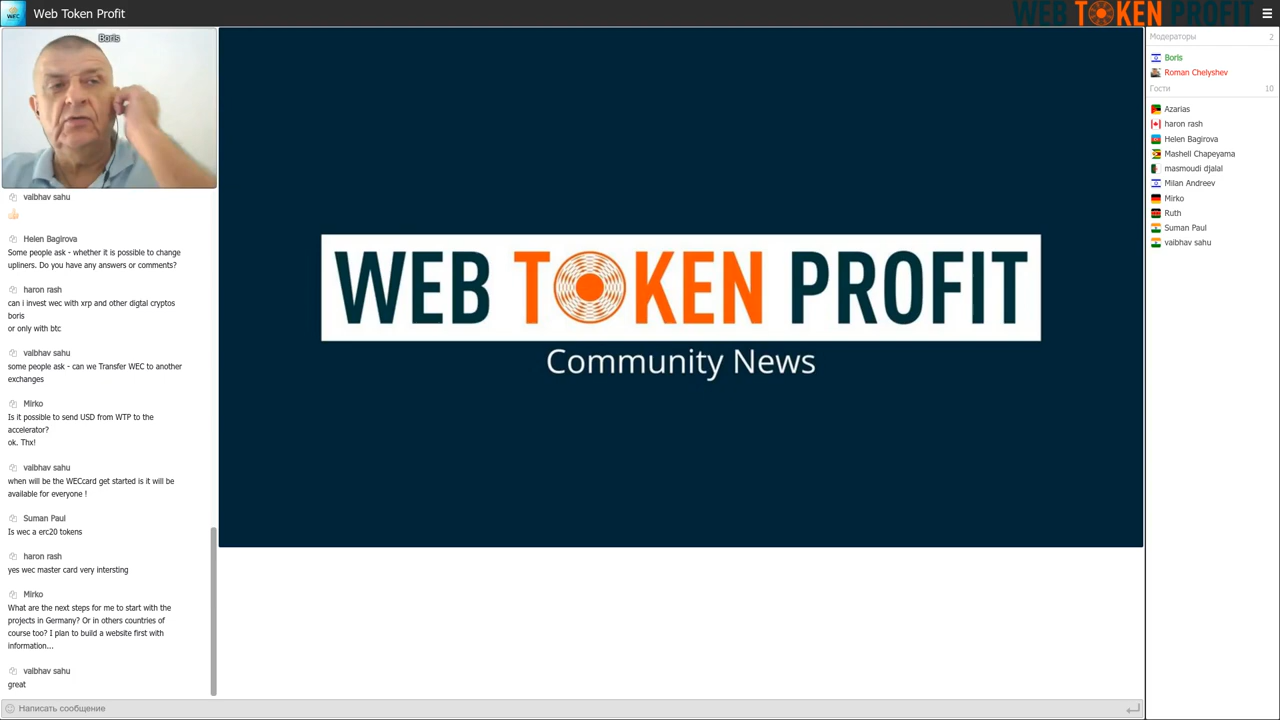 Web Token Profit
WEC
WEB TOKEN PROFIT
Boris
vaibhav sahu
Helen Bagirova
Some people ask - whether it is possible to change
upliners. Do you have any answers or comments?
haron rash
can i invest wec with xrp and other digtal cryptos
boris
or only with btc
vaibhav sahu
some people ask - can we Transfer WEC to another
exchanges
Mirko
Is it possible to send USD from WTP to the
accelerator?
ok. Thx!
vaibhav sahu
when will be the WECcard get started is it will be
available for everyone !
Suman Paul
Is wec a erc20 tokens
haron rash
yes wec master card very intersting
Mirko
What are the next steps for me to start with the
projects in Germany? Or in others countries of
course too? I plan to build a website first with
information...
vaibhav sahu
great
Написать сообщение
WEB TOKEN PROFIT
Community News
Модераторы 2
Boris
Roman Chelyshev
Гости 10
Azarias
haron rash
Helen Bagirova
Mashell Chapeyama
masmoudi djalal
Milan Andreev
Mirko
Ruth
Suman Paul
vaibhav sahu